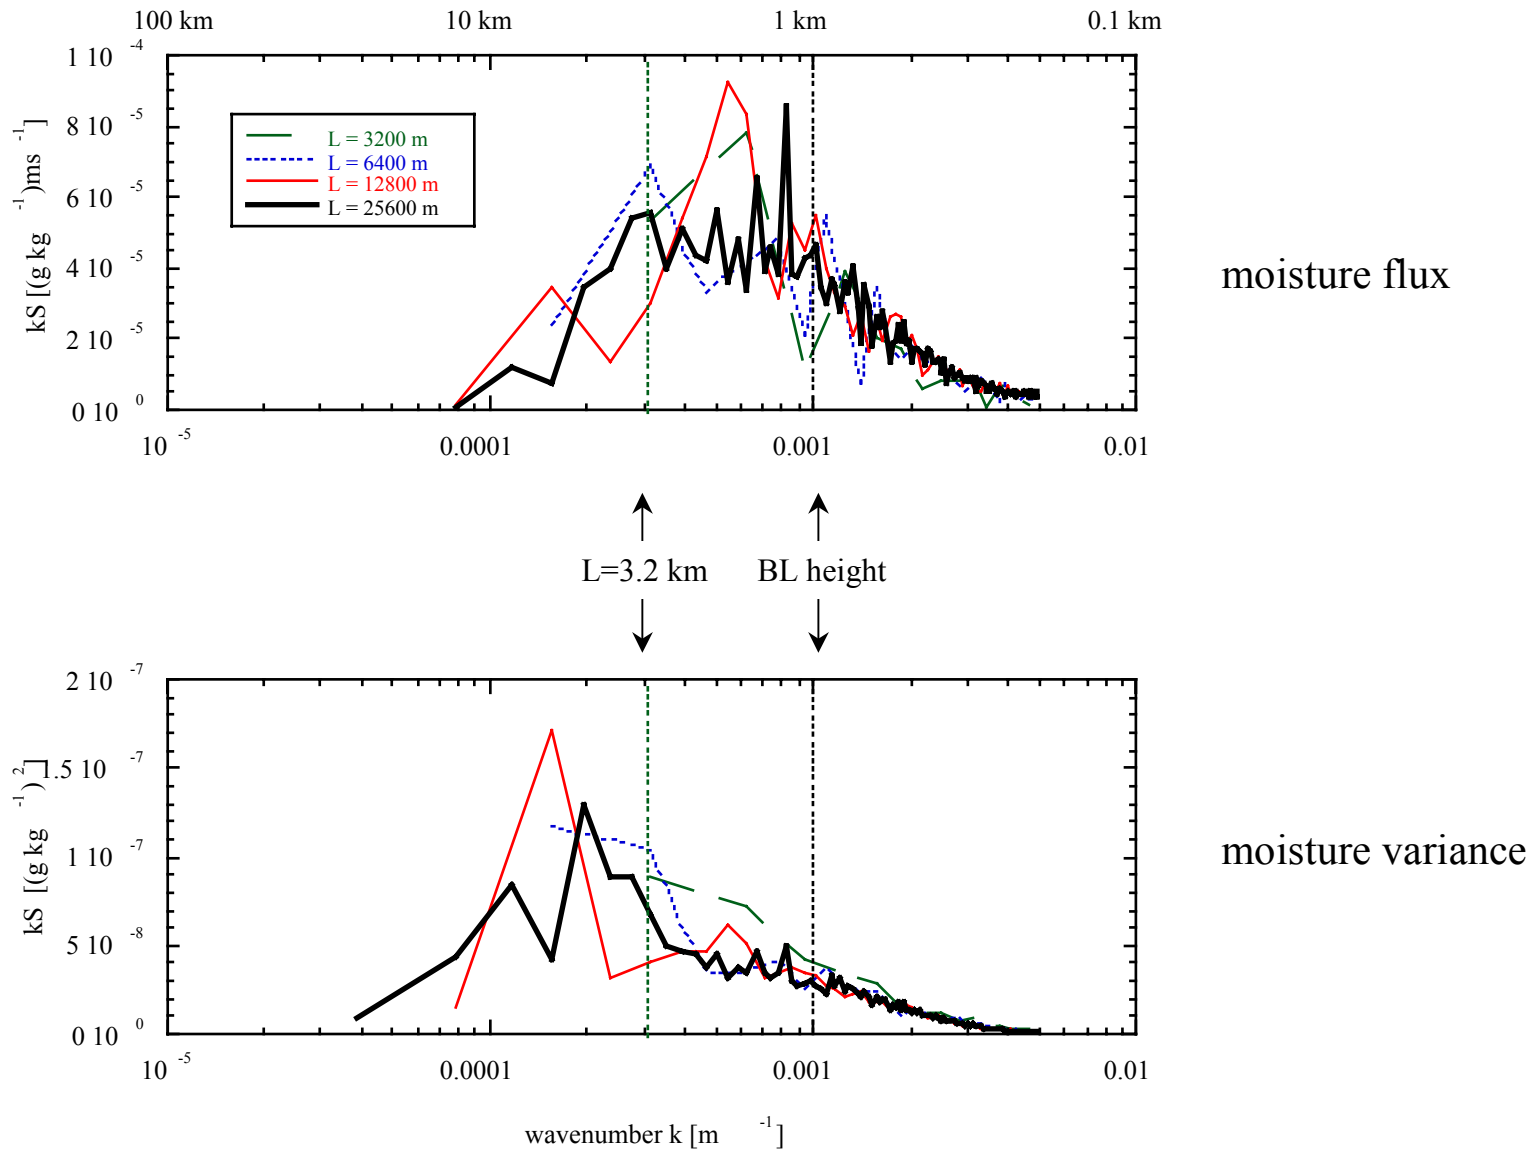 100 km 10 km 1 km 0.1 km
1 10 -4
8 10 -5
6 10 -5
4 10 -5
2 10 -5
0 10 0
kS [(g kg -1)ms -1]
L = 3200 m
L = 6400 m
L = 12800 m
L = 25600 m
moisture flux
10 -5 0.0001 0.001 0.01
L=3.2 km BL height
2 10 -7
1.5 10 -7
1 10 -7
5 10 -8
0 10 0
kS [(g kg -1) 2]
moisture variance
10 -5 0.0001 0.001 0.01
wavenumber k [m -1]